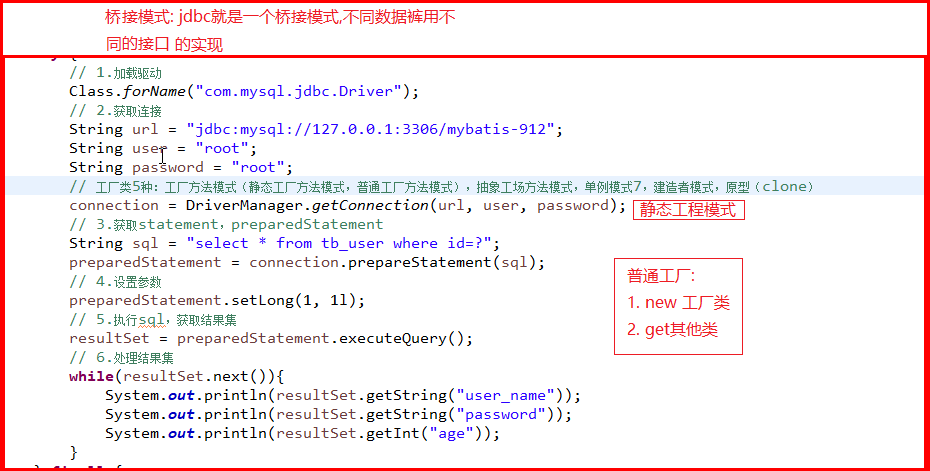 桥接模式: jdbc就是一个桥接模式,不同数据裤用不
同的接口 的实现
// 1.加载驱动
Class.forName("com.mysql.jdbc.Driver");
// 2.获取连接
String url = "jdbc:mysql://127.0.0.1:3306/mybatis-912";
String user = "root";
String password = "root";
// 工厂类5种：工厂方法模式（静态工厂方法模式，普通工厂方法模式），抽象工场方法模式，单例模式7，建造者模式，原型（clone）
connection = DriverManager.getConnection(url, user, password);
静态工程模式
// 3.获取statement，preparedStatement
String sql = "select * from tb_user where id=?";
preparedStatement = connection.prepareStatement(sql);
// 4.设置参数
preparedStatement.setLong(1, 1l);
// 5.执行sql，获取结果集
resultSet = preparedStatement.executeQuery();
// 6.处理结果集
while(resultSet.next()){
System.out.println(resultSet.getString("user_name"));
System.out.println(resultSet.getString("password"));
System.out.println(resultSet.getInt("age"));
}
普通工厂:
1. new 工厂类
2. get其他类